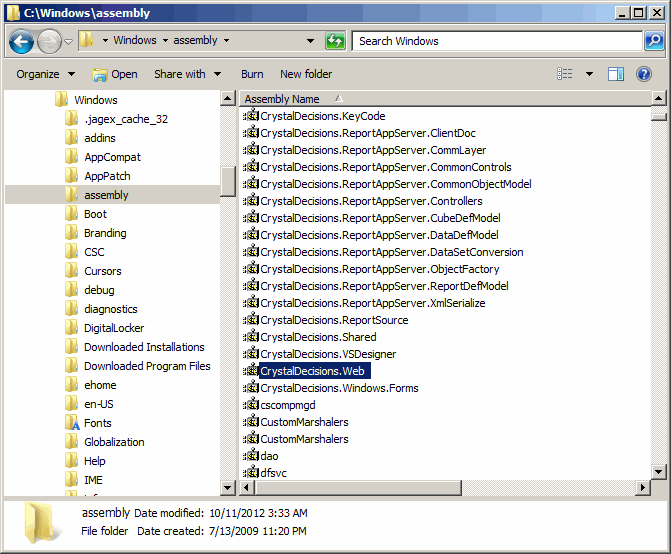 C:\Windows\assembly
Windows assembly
Search Windows
Organize Open Share with Burn New folder
Windows
.jagex_cache_32
addins
AppCompat
AppPatch
assembly
Boot
Branding
CSC
Cursors
debug
diagnostics
DigitalLocker
Downloaded Installations
Downloaded Program Files
ehome
en-US
Fonts
Globalization
Help
IME
Assembly Name
CrystalDecisions.KeyCode
CrystalDecisions.ReportAppServer.ClientDoc
CrystalDecisions.ReportAppServer.CommLayer
CrystalDecisions.ReportAppServer.CommonControls
CrystalDecisions.ReportAppServer.CommonObjectModel
CrystalDecisions.ReportAppServer.Controllers
CrystalDecisions.ReportAppServer.CubeDefModel
CrystalDecisions.ReportAppServer.DataDefModel
CrystalDecisions.ReportAppServer.DataSetConversion
CrystalDecisions.ReportAppServer.ObjectFactory
CrystalDecisions.ReportAppServer.ReportDefModel
CrystalDecisions.ReportAppServer.XmlSerialize
CrystalDecisions.ReportSource
CrystalDecisions.Shared
CrystalDecisions.VSDesigner
CrystalDecisions.Web
CrystalDecisions.Windows.Forms
cscompmgd
CustomMarshalers
CustomMarshalers
dao
dfsvc
assembly Date modified: 10/11/2012 3:33 AM
File folder Date created: 7/13/2009 11:20 PM